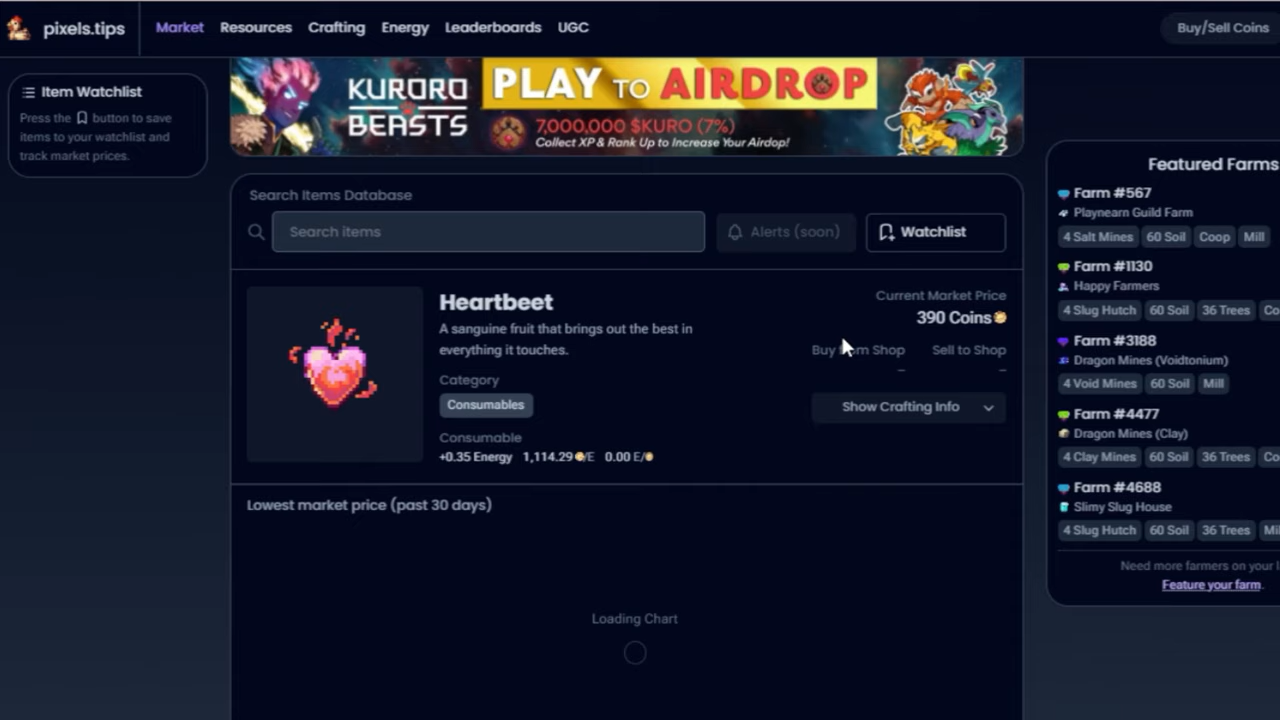 pixels.tips
Market Resources Crafting Energy Leaderboards UGC
Buy/Sell Coins
Item Watchlist
Press the button to save
items to your watchlist and
track market prices.
KURORO
BEASTS
PLAY TO AIRDROP
7,000,000 $KURO (7%)
Collect XP & Rank Up to Increase Your Airdop!
Search Items Database
Search items
Alerts (soon)
Watchlist
Heartbeet
A sanguine fruit that brings out the best in
everything it touches.
Category
Consumables
Consumable
+0.35 Energy 1,114.29 /E 0.00 E/
Current Market Price
390 Coins
Buy from Shop Sell to Shop
– –
Show Crafting Info
Lowest market price (past 30 days)
Loading Chart
Featured Farms
Farm #567
Playnearn Guild Farm
4 Salt Mines 60 Soil Coop Mill
Farm #1130
Happy Farmers
4 Slug Hutch 60 Soil 36 Trees Co
Farm #3188
Dragon Mines (Voidtonium)
4 Void Mines 60 Soil Mill
Farm #4477
Dragon Mines (Clay)
4 Clay Mines 60 Soil 36 Trees Co
Farm #4688
Slimy Slug House
4 Slug Hutch 60 Soil 36 Trees Mil
Need more farmers on your l
Feature your farm.